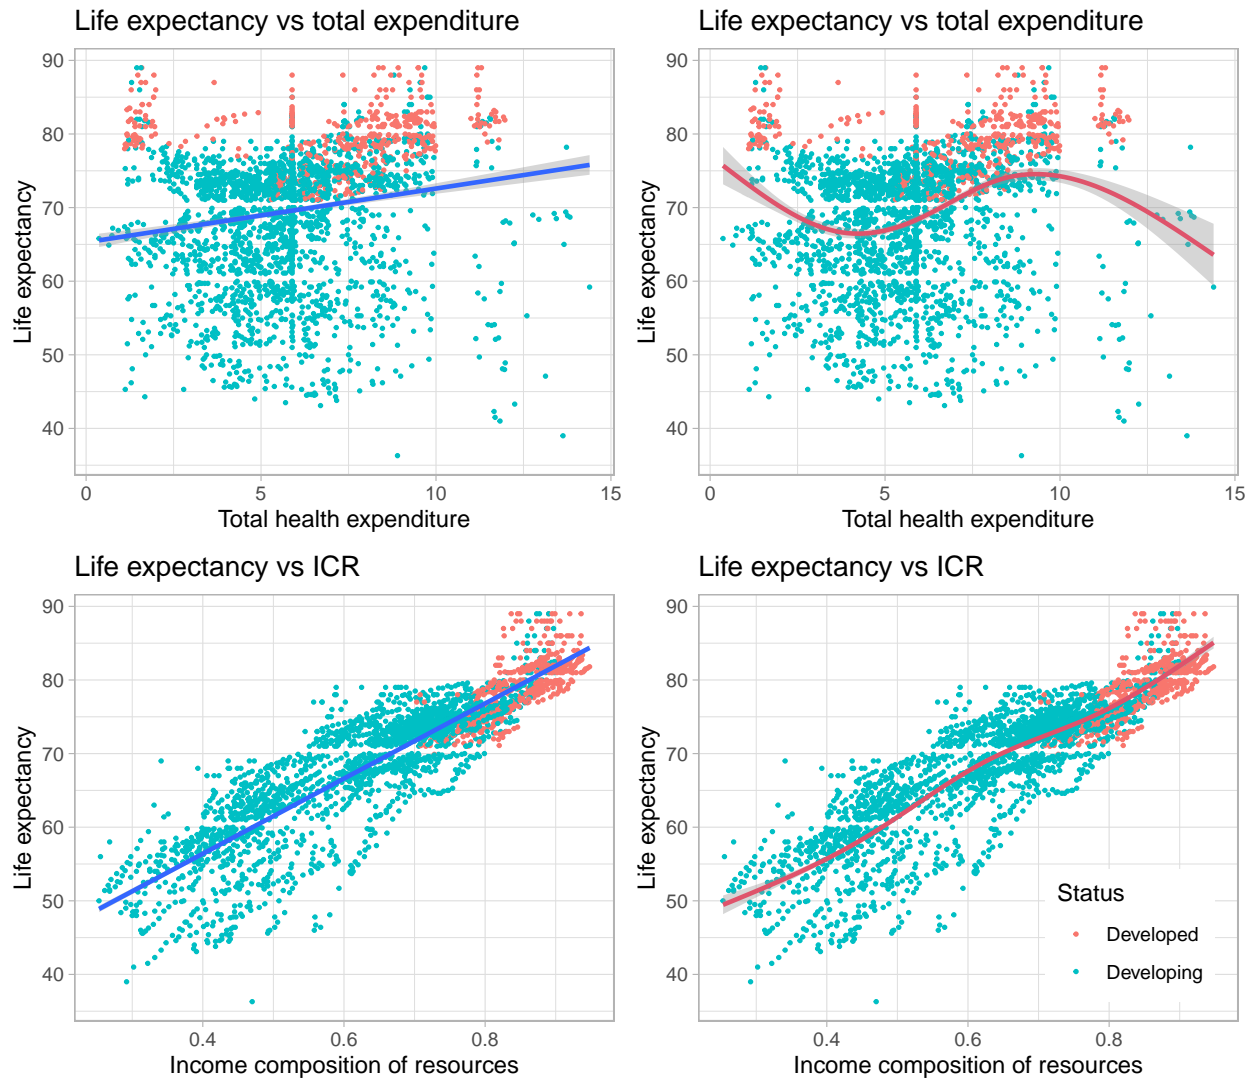 Life expectancy vs total expenditure
Life expectancy
90
80
70
60
50
40
0 5 10 15
Total health expenditure
Life expectancy vs total expenditure
Life expectancy
90
80
70
60
50
40
0 5 10 15
Total health expenditure
Life expectancy vs ICR
Life expectancy
90
80
70
60
50
40
0.4 0.6 0.8
Income composition of resources
Life expectancy vs ICR
Life expectancy
90
80
70
60
50
40
Status
Developed
Developing
0.4 0.6 0.8
Income composition of resources